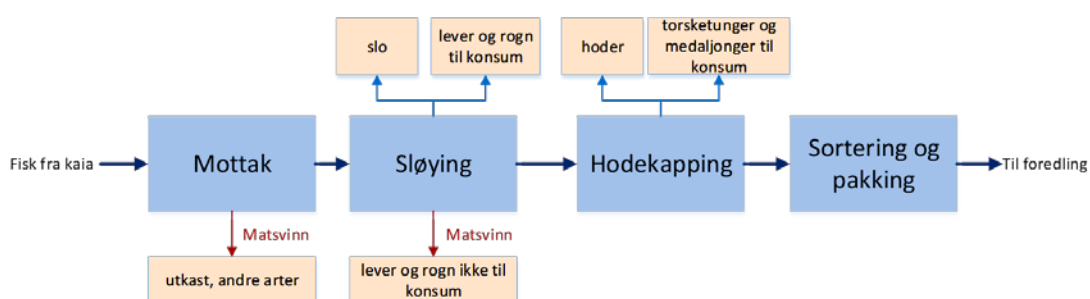 slo
lever og rogn
til konsum
hoder
torsketunger og
medaljonger til
konsum
Fisk fra kaia
Mottak
Sløying
Hodekapping
Sortering og
pakking
Til foredling
Matsvinn
Matsvinn
utkast, andre arter
lever og rogn ikke til
konsum